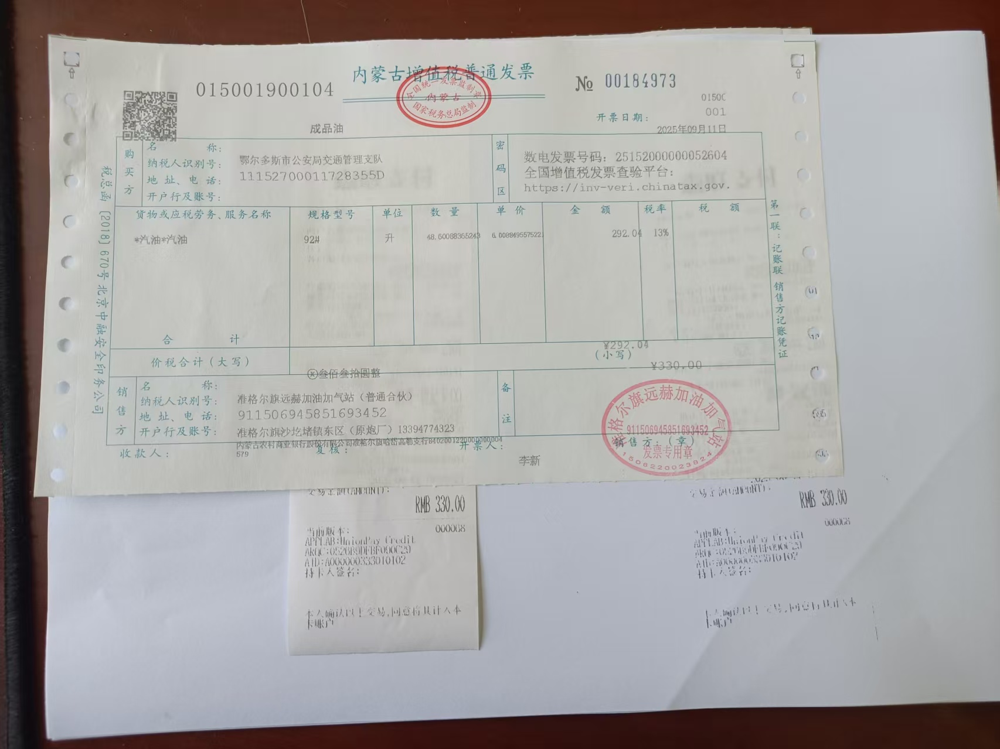 内蒙古增值税普通发票
015001900104
№ 00184973
0150C
001
开票日期：
2025年09月11日
成品油
全国统一发票监制章
内蒙古
国家税务总局监制
购买方
名称：
鄂尔多斯市公安局交通管理支队
纳税人识别号：
11152700011728355D
地址、电话：
开户行及账号：
密码区
数电发票号码：25152000000052604
全国增值税发票查验平台：
https://inv-veri.chinatax.gov.
货物或应税劳务、服务名称 规格型号 单位 数量 单价 金额 税率 税额
*汽油*汽油 92# 升 48.60088365243 6.008849557522 292.04 13%
合计
¥292.04
价税合计（大写）
ⓧ叁佰叁拾圆整
（小写）
¥330.00
销售方
名称：
准格尔旗远赫加油加气站（普通合伙）
纳税人识别号：
911506945851693452
地址、电话：
准格尔旗沙圪堵镇东区（原炮厂）13394774323
开户行及账号：
内蒙古农村商业银行股份有限公司准格尔旗哈岱高勒支行8402001220000000004
579
备注
收款人：
复核：
开票人：
李新
销售方：（章）
准格尔旗远赫加油加气站
911506945851693452
发票专用章
1506220023824
税总函〔2018〕670号北京中融安全印务公司
第一联：记账联 销售方记账凭证
交易金额(AMOUNT)：
RMB 330.00
当前版本：
000008
APPLAB:UnionPay Credit
ARQC:0526B9DFBF090C29
AID:A000000333010102
持卡人签名：
本人确认以上交易,同意将其计入本
卡账户
交易金额(AMOUNT)：
RMB 330.00
000008
当前版本：
APPLAB:UnionPay Credit
AID:A000000333010102
持卡人签名：
本人确认以上交易,同意将其计入本
卡账户